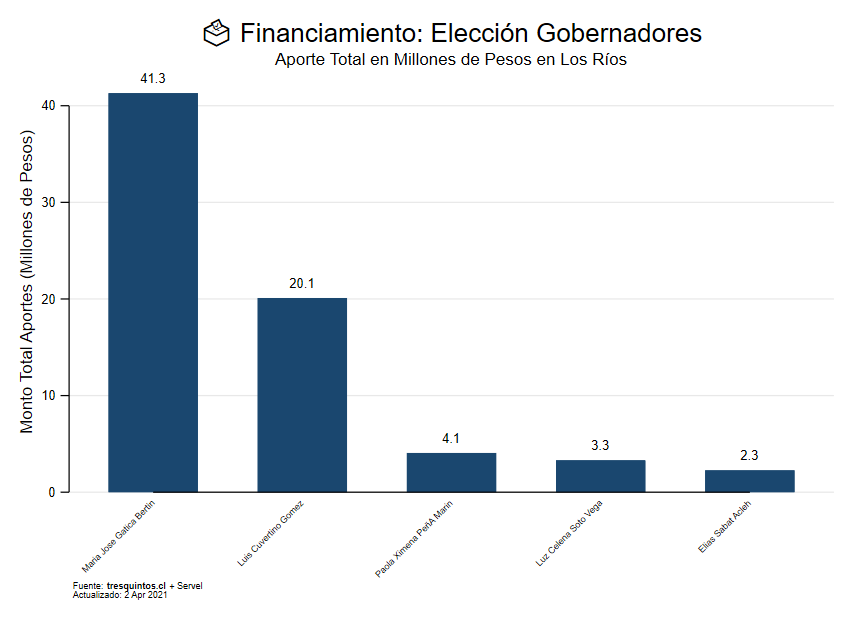 Financiamiento: Elección Gobernadores
Aporte Total en Millones de Pesos en Los Ríos
Monto Total Aportes (Millones de Pesos)
40
30
20
10
0
41.3
20.1
4.1
3.3
2.3
Maria Jose Gatica Bertin
Luis Cuvertino Gomez
Paola Ximena PeñA Marin
Luz Celena Soto Vega
Elias Sabat Acleh
Fuente: tresquintos.cl + Servel
Actualizado: 2 Apr 2021